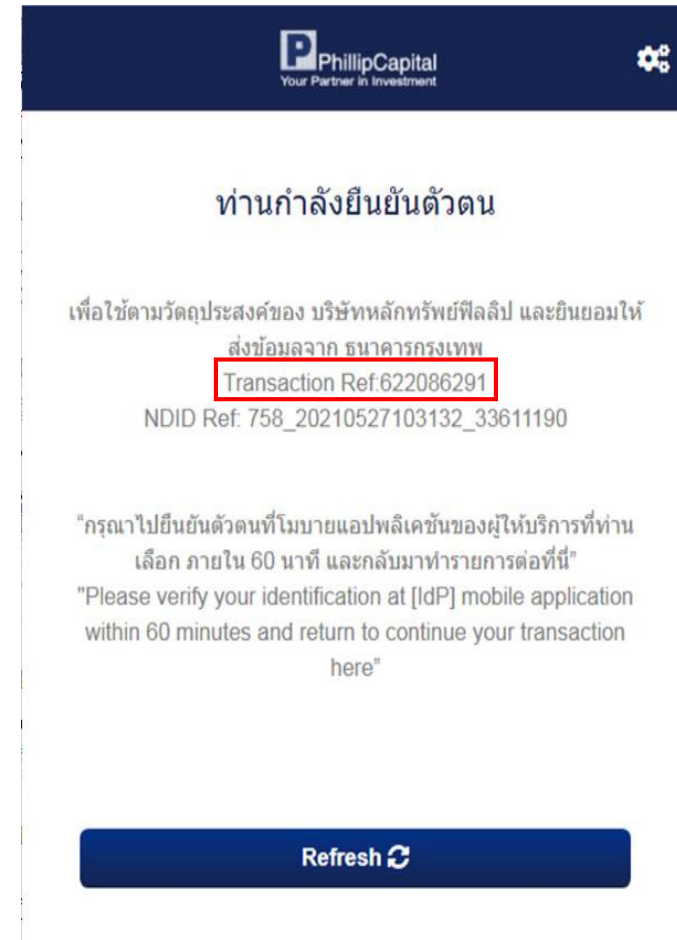 PhillipCapital
Your Partner in Investment
ท่านกำลังยืนยันตัวตน
เพื่อใช้ตามวัตถุประสงค์ของ บริษัทหลักทรัพย์ฟิลลิป และยินยอมให้
ส่งข้อมูลจาก ธนาคารกรุงเทพ
Transaction Ref:622086291
NDID Ref: 758_20210527103132_33611190
“กรุณาไปยืนยันตัวตนที่โมบายแอปพลิเคชันของผู้ให้บริการที่ท่าน
เลือก ภายใน 60 นาที และกลับมาทำรายการต่อที่นี่”
"Please verify your identification at [IdP] mobile application
within 60 minutes and return to continue your transaction
here”
Refresh